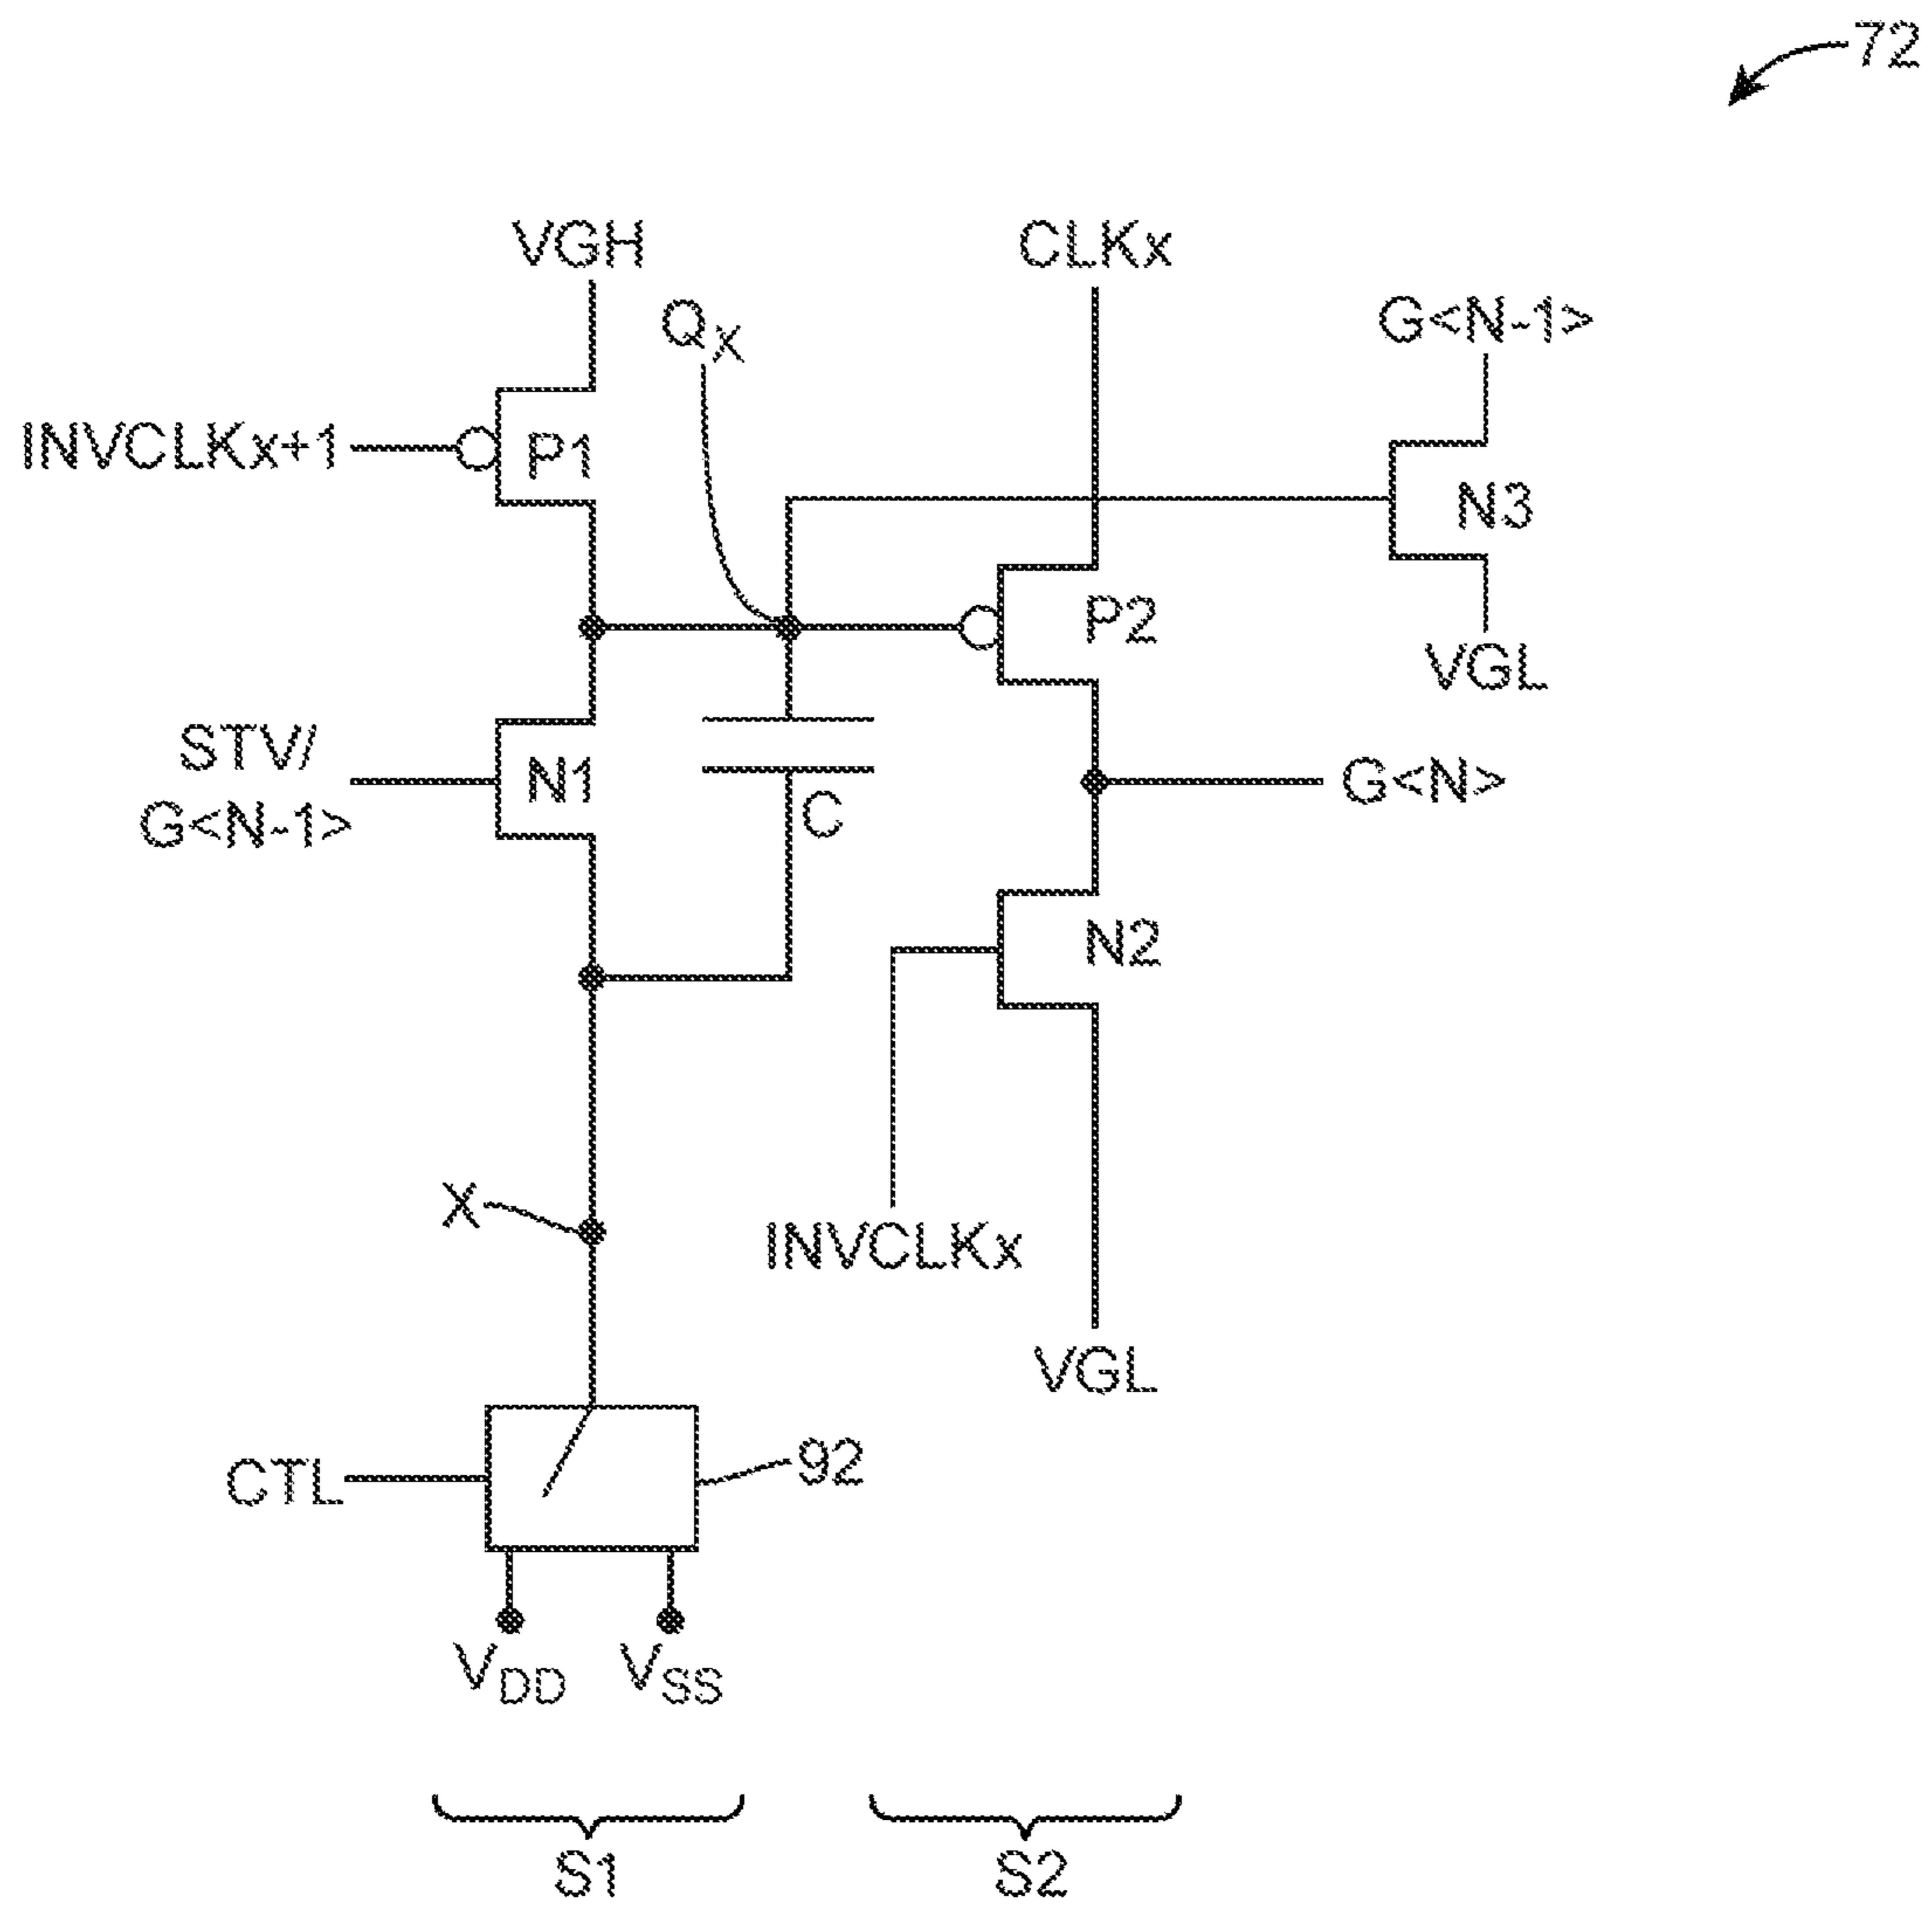 72
VGH
CLKx
QX
G<N-1>
INVCLKx+1
P1
N3
P2
VGL
STV/
G<N-1>
N1
C
G<N>
N2
X
INVCLKx
VGL
CTL
92
VDD
VSS
S1
S2